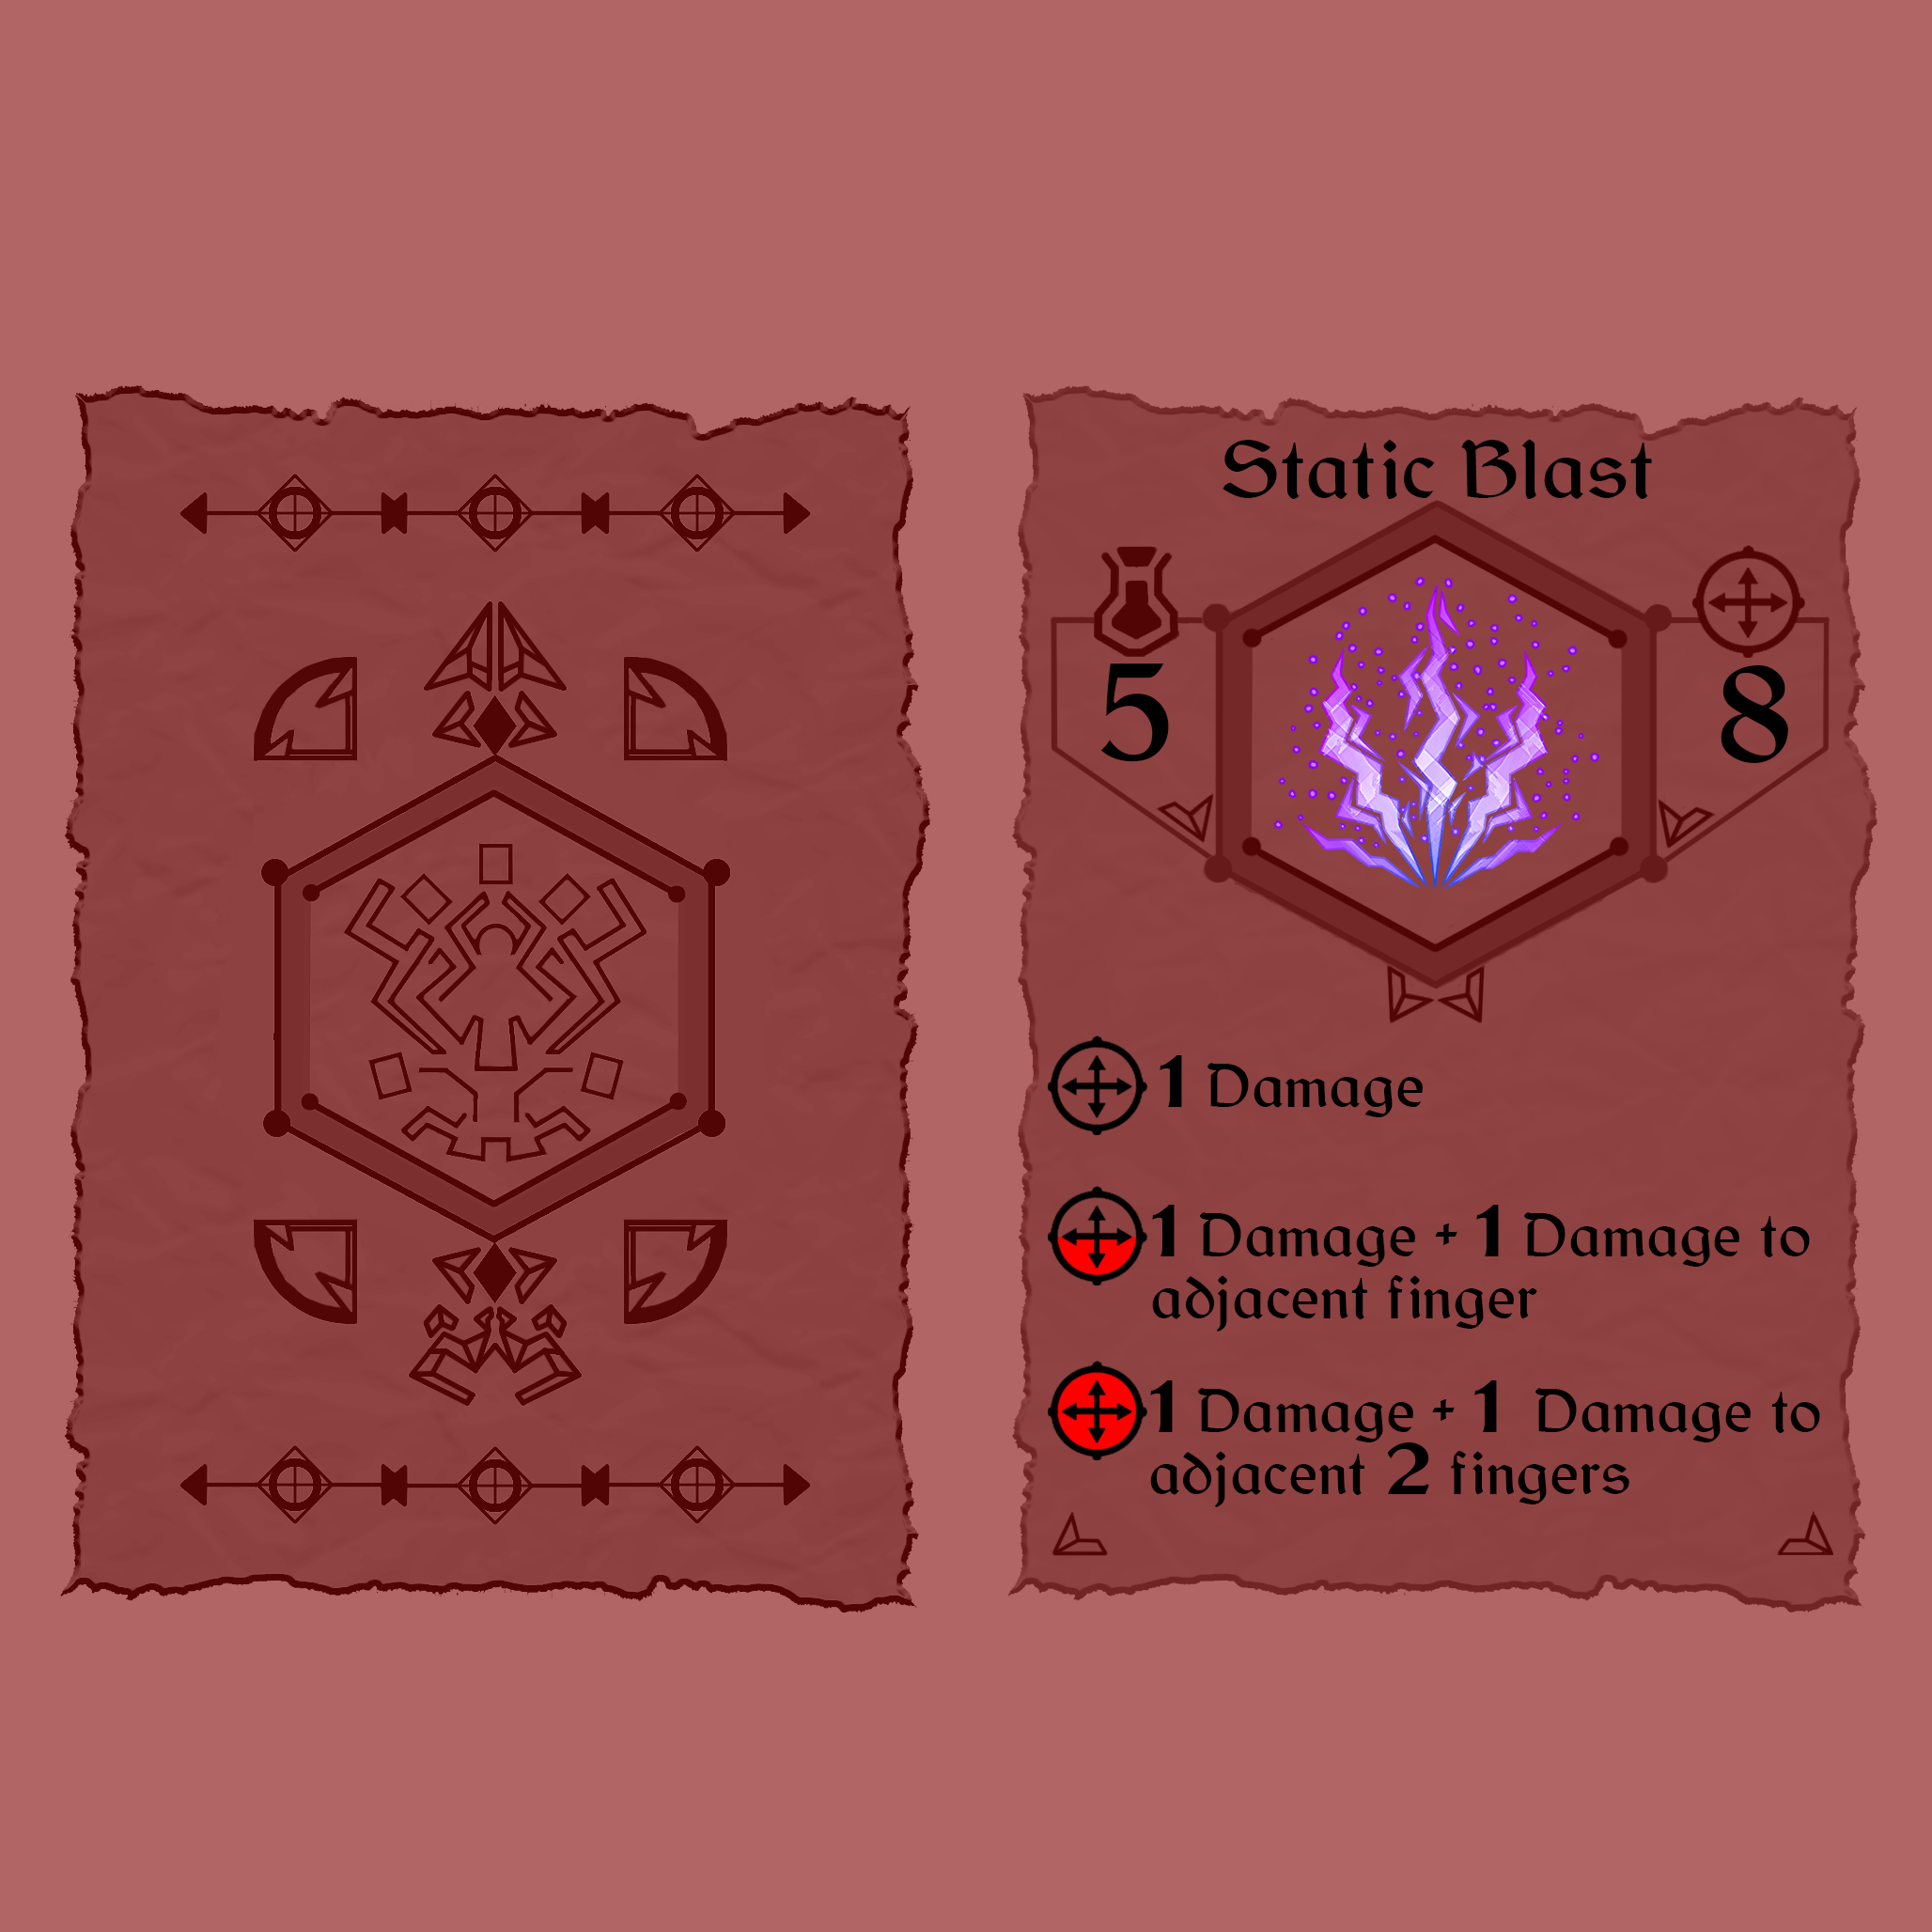 Static Blast
5
8
1 Damage
1 Damage + 1 Damage to
adjacent finger
1 Damage + 1 Damage to
adjacent 2 fingers